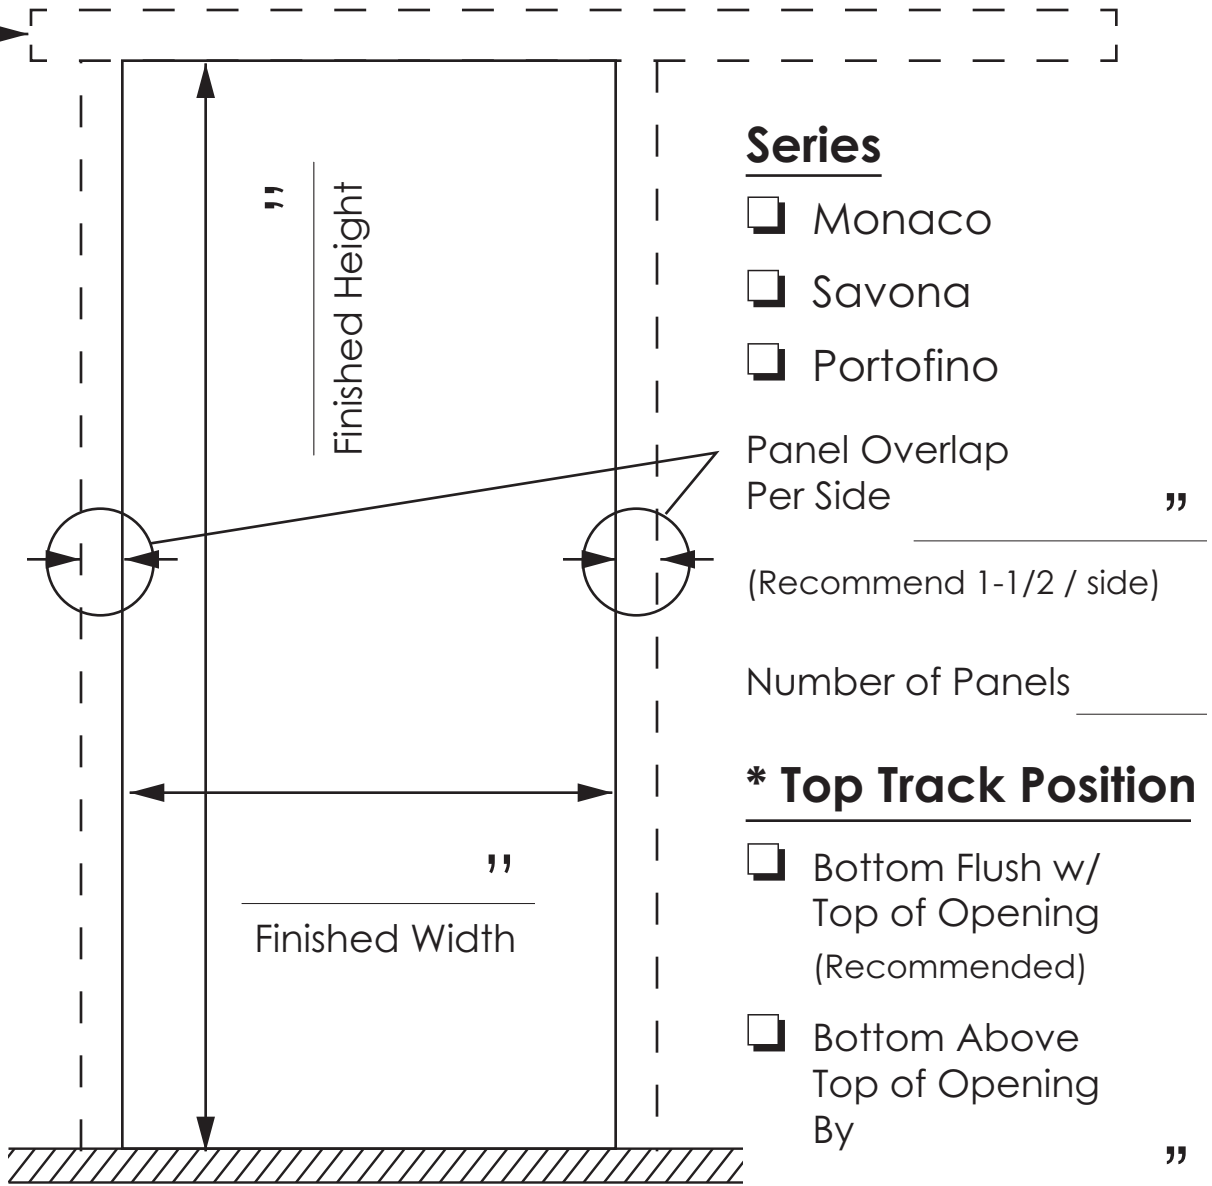 Series
Monaco
Savona
Portofino
”
Finished Height
Panel Overlap
Per Side ”
(Recommend 1-1/2 / side)
Number of Panels
* Top Track Position
”
Finished Width
Bottom Flush w/
Top of Opening
(Recommended)
Bottom Above
Top of Opening
By ”